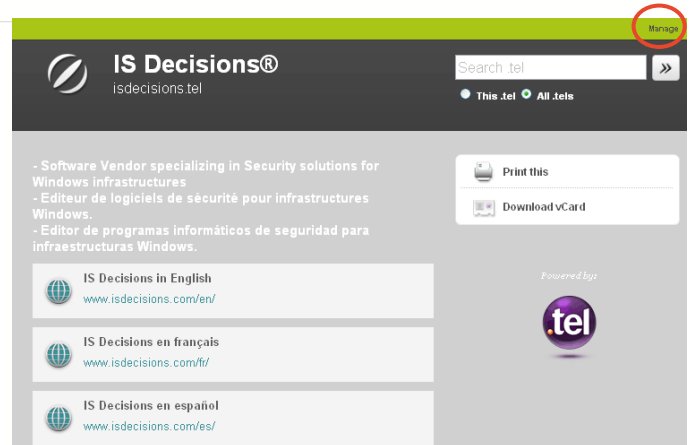 Manage
IS Decisions®
isdecisions.tel
Search .tel
»
This .tel All .tels
- Software Vendor specializing in Security solutions for
Windows infrastructures
- Editeur de logiciels de sécurité pour infrastructures
Windows.
- Editor de programas informáticos de seguridad para
infraestructuras Windows.
Print this
Download vCard
IS Decisions in English
www.isdecisions.com/en/
IS Decisions en français
www.isdecisions.com/fr/
IS Decisions en español
www.isdecisions.com/es/
Powered by:
.tel